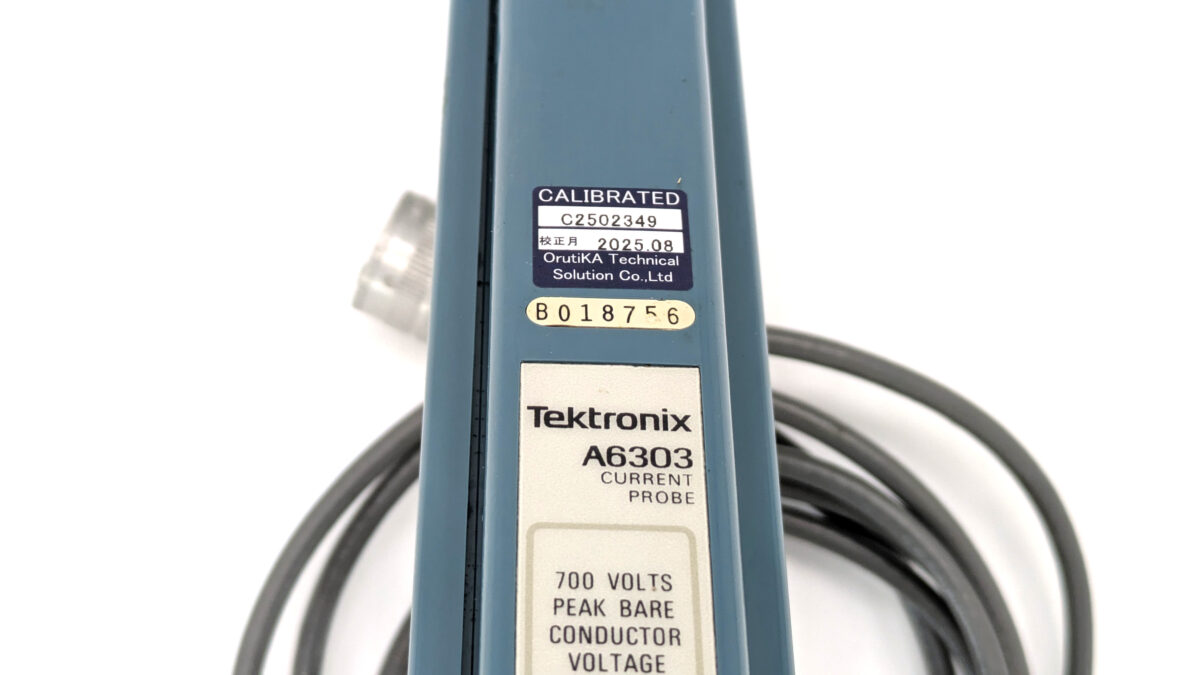 CALIBRATED
C2502349
校正月 2025.08
OrutiKA Technical
Solution Co.,Ltd
B018756
Tektronix
A6303
CURRENT
PROBE
700 VOLTS
PEAK BARE
CONDUCTOR
VOLTAGE